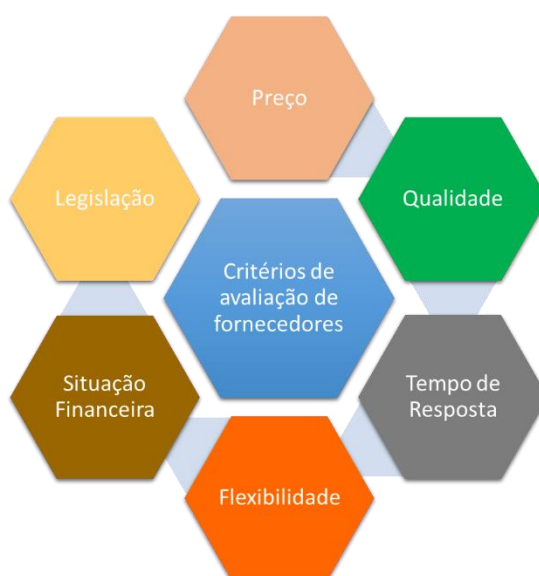 Preço
Qualidade
Tempo de
Resposta
Flexibilidade
Situação
Financeira
Legislação
Critérios de
avaliação de
fornecedores